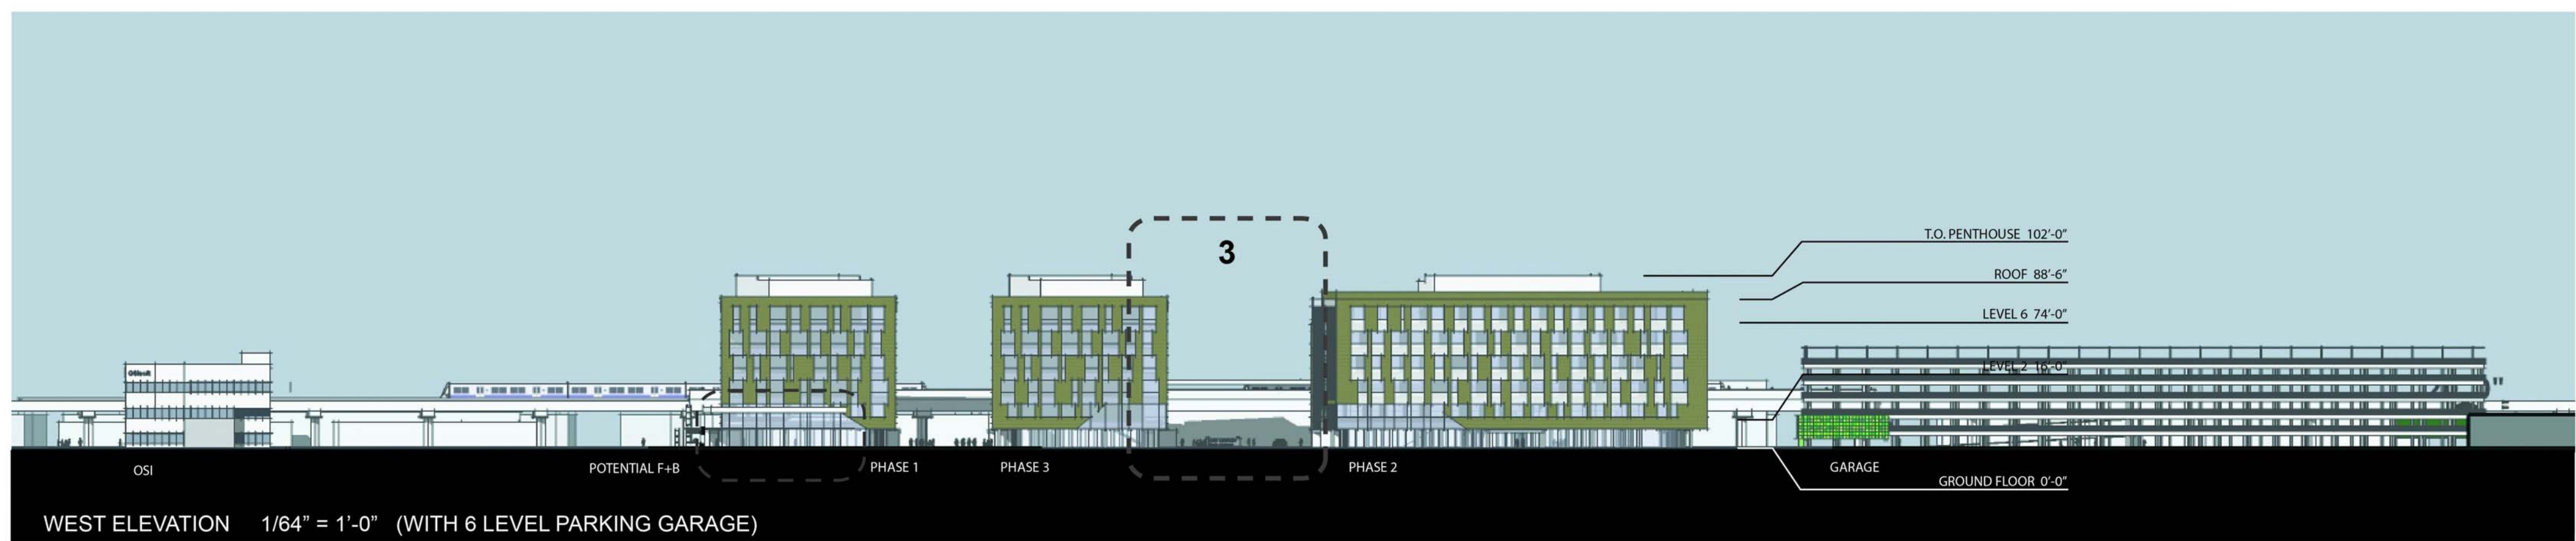 3
T.O. PENTHOUSE 102'-0"
ROOF 88'-6"
LEVEL 6 74'-0"
LEVEL 2 16'-0"
OSIsoft
OSI
POTENTIAL F+B
PHASE 1
PHASE 3
PHASE 2
GARAGE
GROUND FLOOR 0'-0"
WEST ELEVATION 1/64" = 1'-0" (WITH 6 LEVEL PARKING GARAGE)